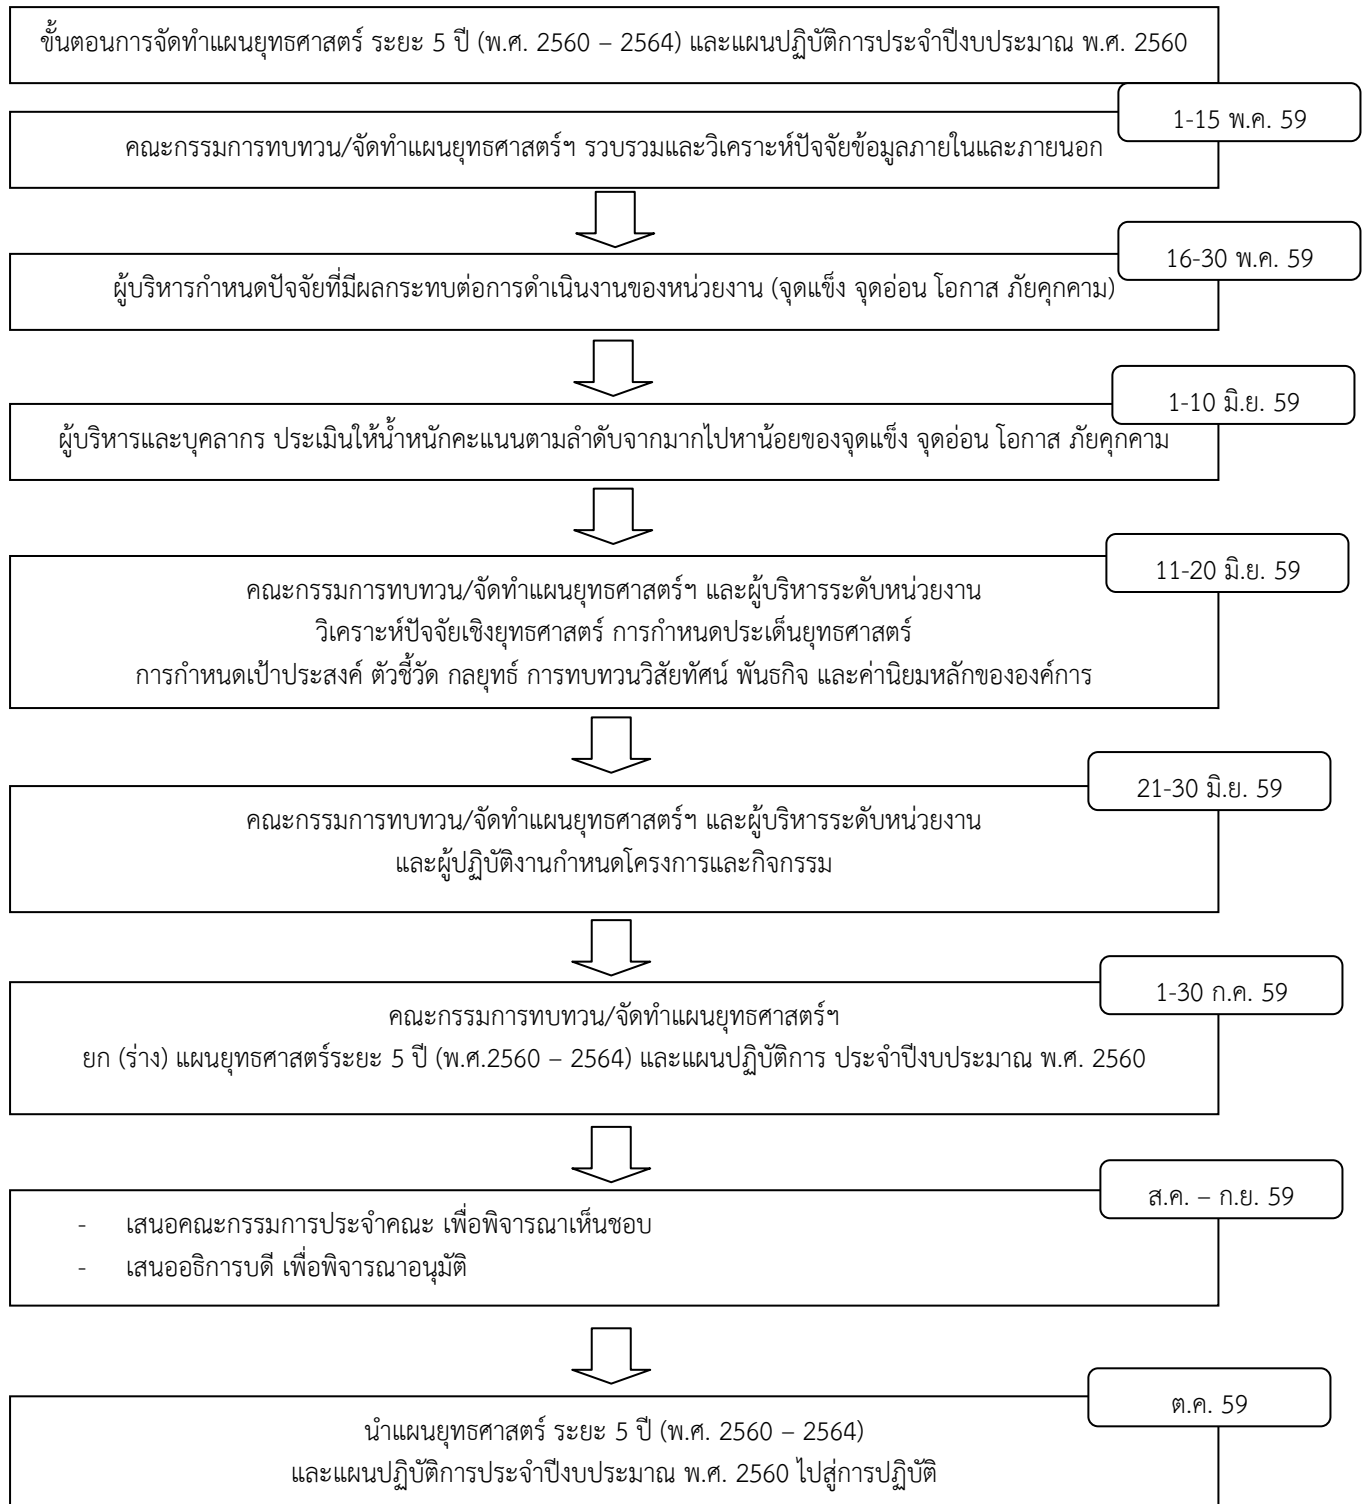 ขั้นตอนการจัดทำแผนยุทธศาสตร์ ระยะ 5 ปี (พ.ศ. 2560 – 2564) และแผนปฏิบัติการประจำปีงบประมาณ พ.ศ. 2560
1-15 พ.ค. 59
คณะกรรมการทบทวน/จัดทำแผนยุทธศาสตร์ฯ รวบรวมและวิเคราะห์ปัจจัยข้อมูลภายในและภายนอก
16-30 พ.ค. 59
ผู้บริหารกำหนดปัจจัยที่มีผลกระทบต่อการดำเนินงานของหน่วยงาน (จุดแข็ง จุดอ่อน โอกาส ภัยคุกคาม)
1-10 มิ.ย. 59
ผู้บริหารและบุคลากร ประเมินให้น้ำหนักคะแนนตามลำดับจากมากไปหาน้อยของจุดแข็ง จุดอ่อน โอกาส ภัยคุกคาม
11-20 มิ.ย. 59
คณะกรรมการทบทวน/จัดทำแผนยุทธศาสตร์ฯ และผู้บริหารระดับหน่วยงาน
วิเคราะห์ปัจจัยเชิงยุทธศาสตร์ การกำหนดประเด็นยุทธศาสตร์
การกำหนดเป้าประสงค์ ตัวชี้วัด กลยุทธ์ การทบทวนวิสัยทัศน์ พันธกิจ และค่านิยมหลักขององค์การ
21-30 มิ.ย. 59
คณะกรรมการทบทวน/จัดทำแผนยุทธศาสตร์ฯ และผู้บริหารระดับหน่วยงาน
และผู้ปฏิบัติงานกำหนดโครงการและกิจกรรม
1-30 ก.ค. 59
คณะกรรมการทบทวน/จัดทำแผนยุทธศาสตร์ฯ
ยก (ร่าง) แผนยุทธศาสตร์ระยะ 5 ปี (พ.ศ.2560 – 2564) และแผนปฏิบัติการ ประจำปีงบประมาณ พ.ศ. 2560
ส.ค. – ก.ย. 59
- เสนอคณะกรรมการประจำคณะ เพื่อพิจารณาเห็นชอบ
- เสนออธิการบดี เพื่อพิจารณาอนุมัติ
ต.ค. 59
นำแผนยุทธศาสตร์ ระยะ 5 ปี (พ.ศ. 2560 – 2564)
และแผนปฏิบัติการประจำปีงบประมาณ พ.ศ. 2560 ไปสู่การปฏิบัติ